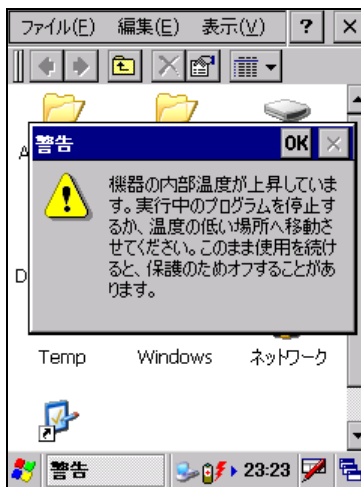 ファイル(F) 編集(E) 表示(V) ? ×
A
警告 OK ×
機器の内部温度が上昇していま
す。実行中のプログラムを停止す
るか、温度の低い場所へ移動さ
せてください。このまま使用を続け
ると、保護のためオフすることがあ
ります。
D
Temp Windows ネットワーク
警告 23:23